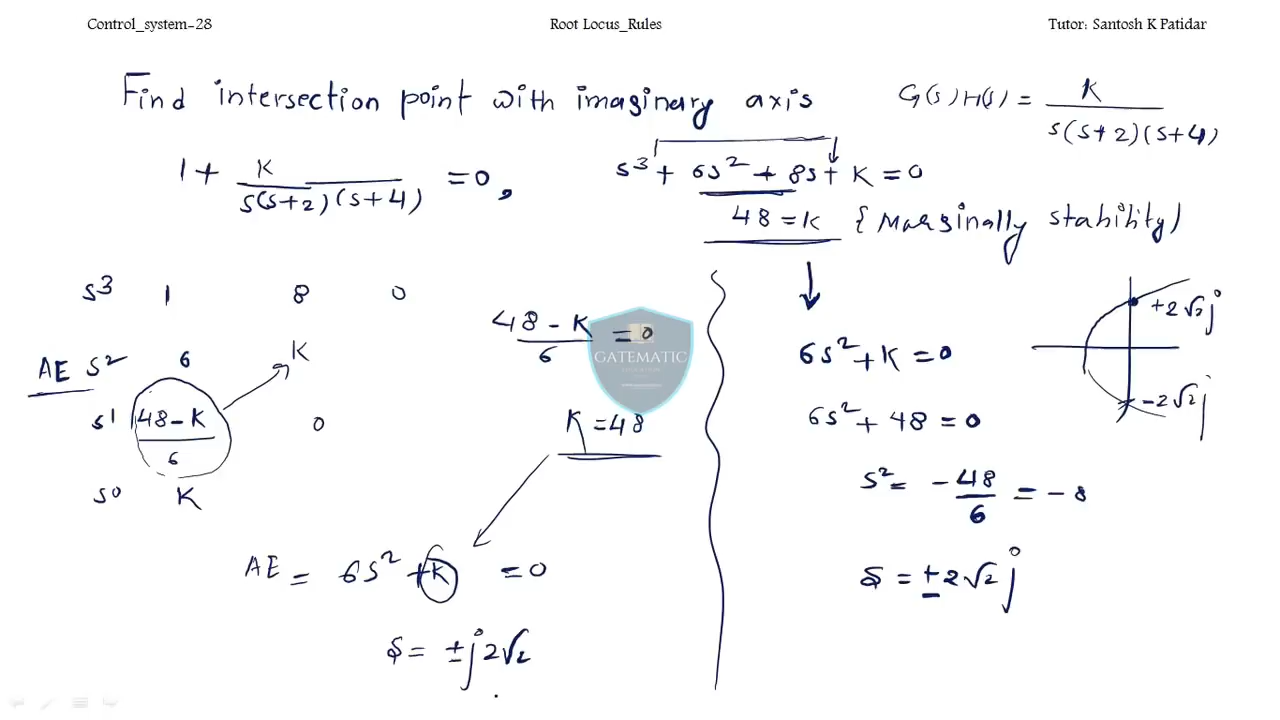 Control_system-28
Root Locus_Rules
Tutor: Santosh K Patidar
Find intersection point with imaginary axis
G(s)H(s) = K / s(s+2)(s+4)
1 + K / s(s+2)(s+4) = 0,
s³ + 6s² + 8s + K = 0
48 = K {Marginally stability)
s³ 1 8 0
AE s² 6 K
s¹ 48-K / 6 0
s⁰ K
48-K / 6 = 0
K = 48
AE = 6s² + K = 0
s = ±j2√2
GATEMATIC
6s² + K = 0
6s² + 48 = 0
s² = -48/6 = -8
s = ±2√2 j
+2√2 j
-2√2 j